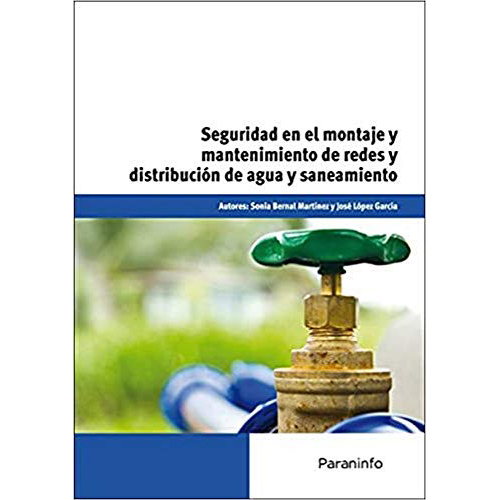 Seguridad en el montaje y
mantenimiento de redes y
distribución de agua y saneamiento
Autores: Sonia Bernal Martínez y José López García
Paraninfo